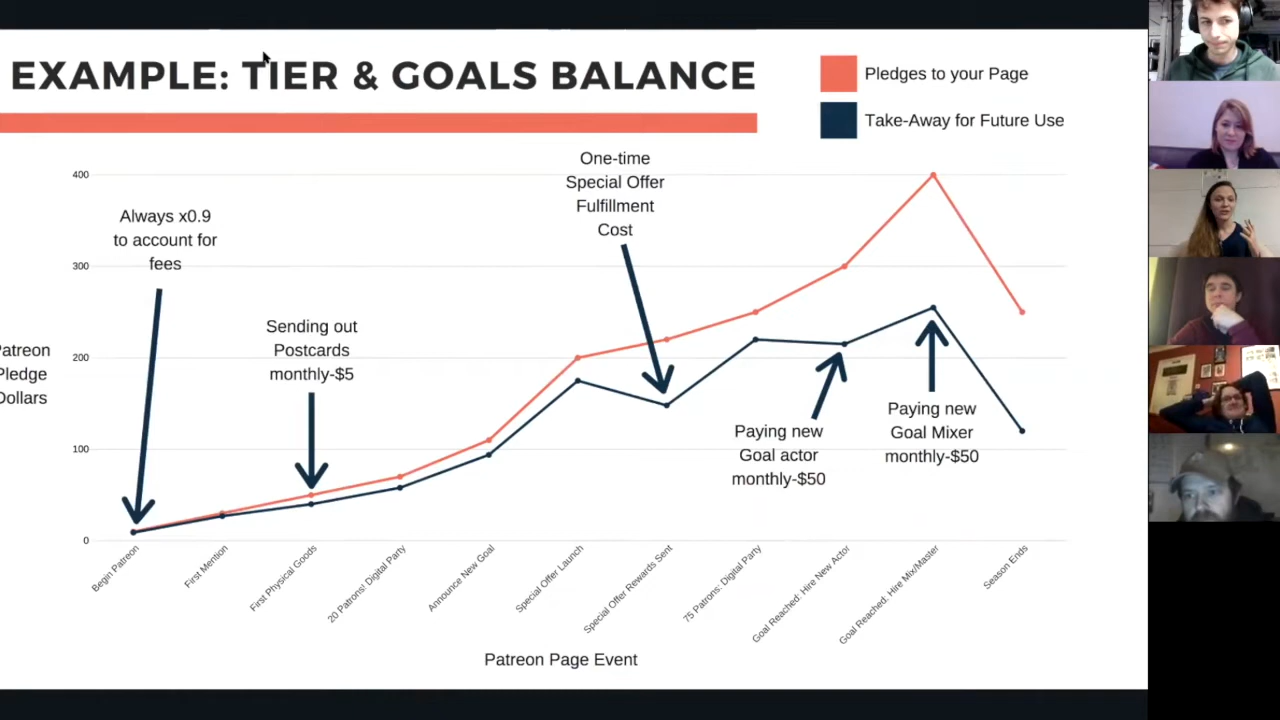 EXAMPLE: TIER & GOALS BALANCE
Pledges to your Page
Take-Away for Future Use
One-time
Special Offer
Fulfillment
Cost
Always x0.9
to account for
fees
Sending out
Postcards
monthly-$5
Paying new
Goal actor
monthly-$50
Paying new
Goal Mixer
monthly-$50
Patreon
Pledge
Dollars
400
300
200
100
0
Begin Patreon
First Mention
First Physical Goods
20 Patrons! Digital Party
Announce New Goal
Special Offer Launch
Special Offer Rewards Sent
75 Patrons: Digital Party
Goal Reached: Hire New Actor
Goal Reached: Hire Mix/Master
Season Ends
Patreon Page Event